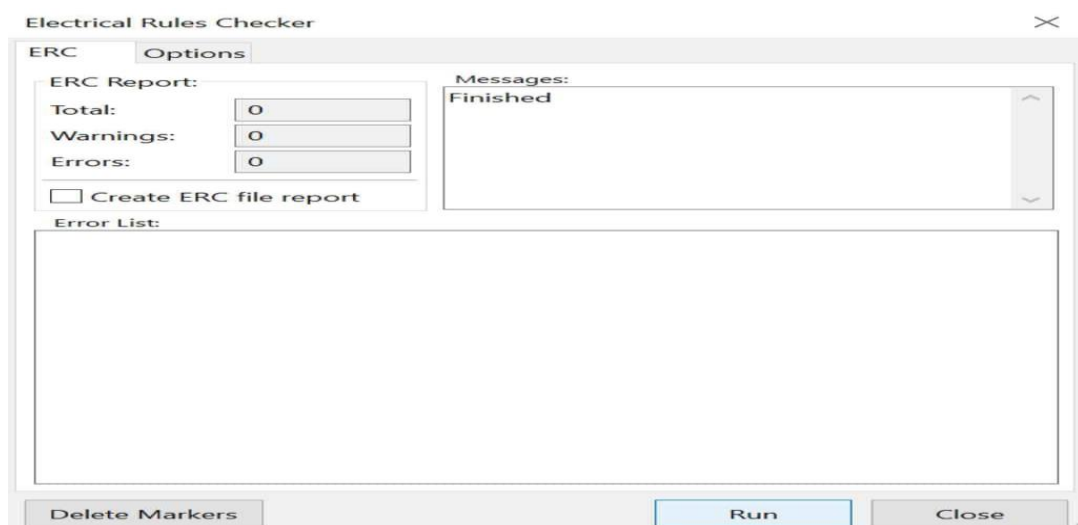 Electrical Rules Checker
ERC Options
ERC Report:
Total: 0
Warnings: 0
Errors: 0
Create ERC file report
Messages:
Finished
Error List:
Delete Markers Run Close